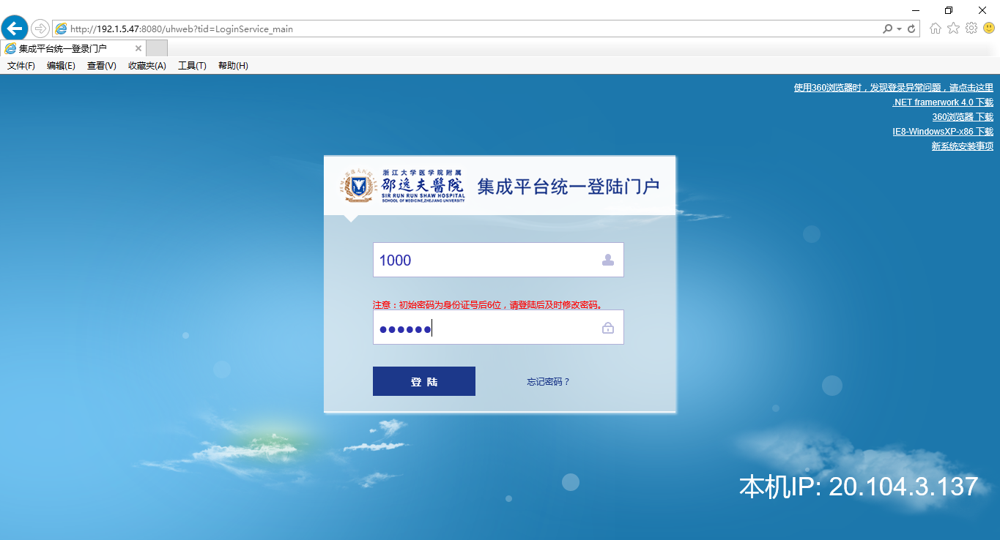 http://192.1.5.47:8080/uhweb?tid=LoginService_main
集成平台统一登录门户
文件(F) 编辑(E) 查看(V) 收藏夹(A) 工具(T) 帮助(H)
使用360浏览器时，发现登录异常问题，请点击这里
.NET framerwork 4.0 下载
360浏览器 下载
IE8-WindowsXP-x86 下载
新系统安装事项
浙江大学医学院附属
邵逸夫醫院
SIR RUN RUN SHAW HOSPITAL
SCHOOL OF MEDICINE,ZHEJIANG UNIVERSITY
集成平台统一登陆门户
1000
注意：初始密码为身份证号后6位，请登陆后及时修改密码。
●●●●●●
登 陆 忘记密码？
本机IP: 20.104.3.137